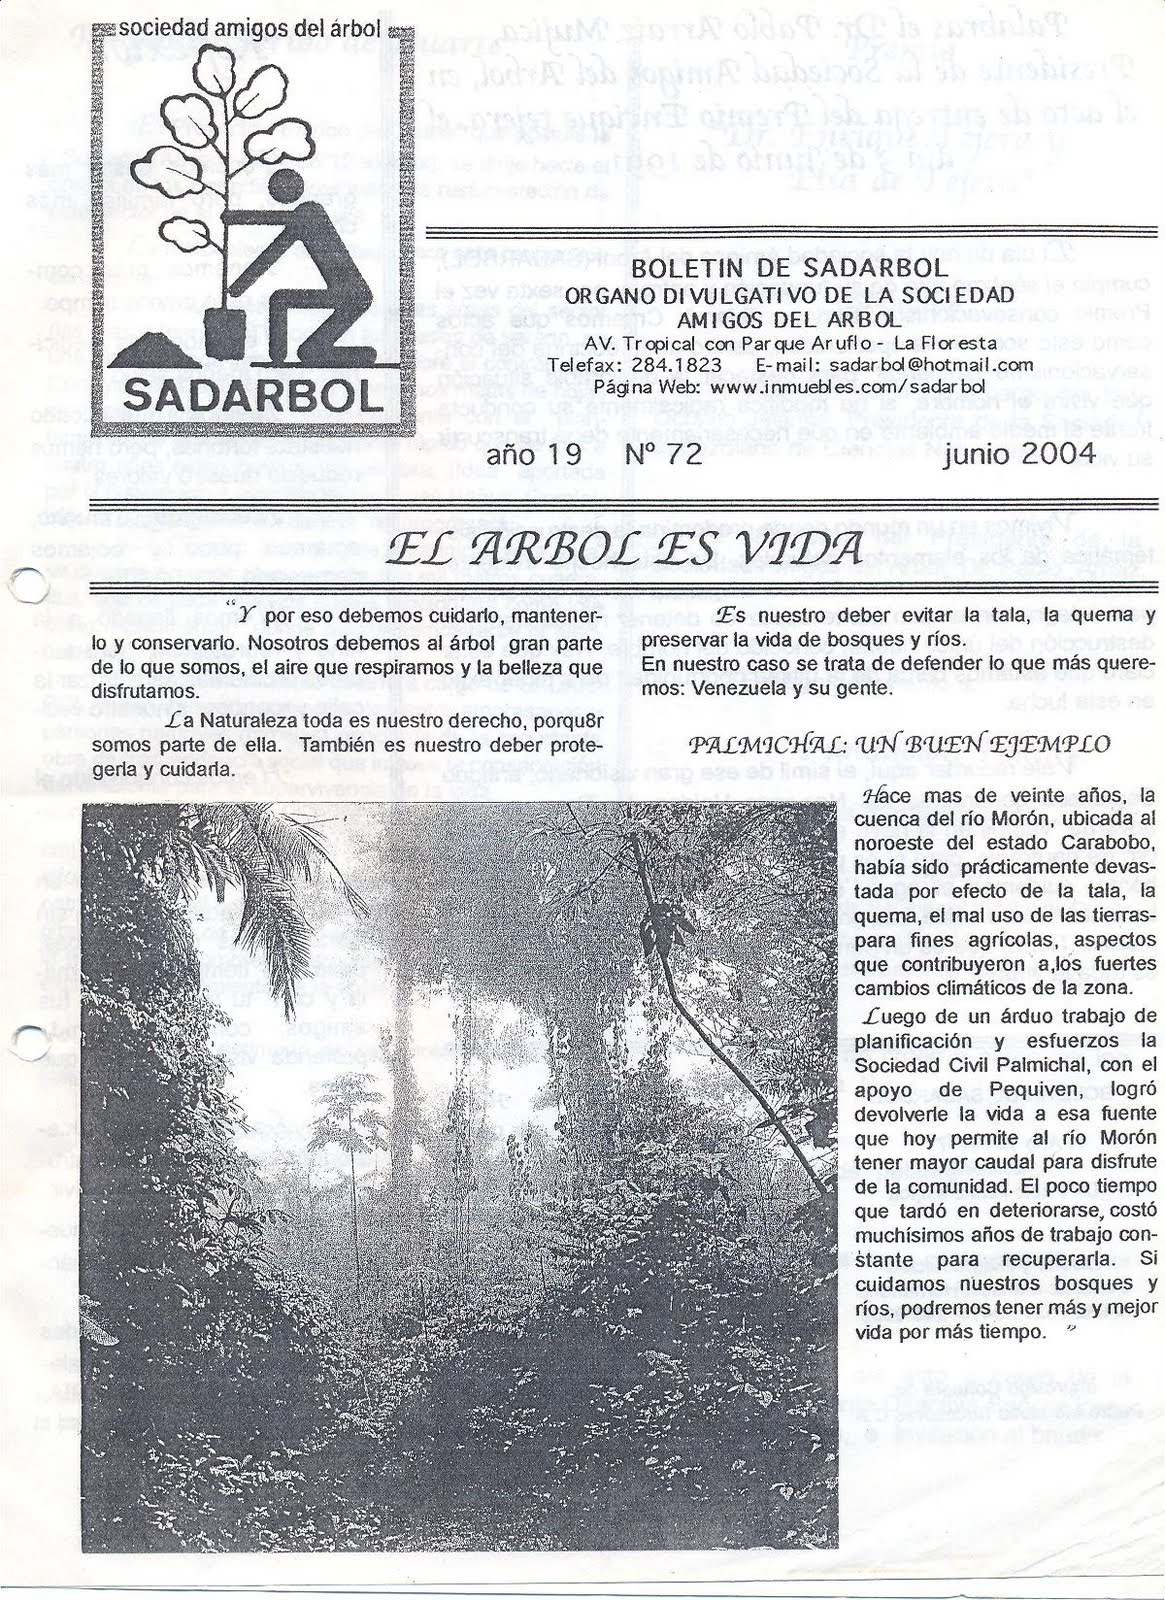 sociedad amigos del árbol
SADARBOL
BOLETIN DE SADARBOL
ORGANO DIVULGATIVO DE LA SOCIEDAD
AMIGOS DEL ARBOL
AV. Tropical con Parque Aruflo - La Floresta
Telefax: 284.1823 E-mail: sadarbol@hotmail.com
Página Web: www.inmuebles.com/sadarbol
año 19 Nº 72 junio 2004
EL ARBOL ES VIDA
“Y por eso debemos cuidarlo, mantener-
lo y conservarlo. Nosotros debemos al árbol gran parte
de lo que somos, el aire que respiramos y la belleza que
disfrutamos.
La Naturaleza toda es nuestro derecho, porqu8r
somos parte de ella. También es nuestro deber prote-
gerla y cuidarla.
Es nuestro deber evitar la tala, la quema y
preservar la vida de bosques y ríos.
En nuestro caso se trata de defender lo que más quere-
mos: Venezuela y su gente.
PALMICHAL: UN BUEN EJEMPLO
Hace mas de veinte años, la
cuenca del río Morón, ubicada al
noroeste del estado Carabobo,
había sido prácticamente devas-
tada por efecto de la tala, la
quema, el mal uso de las tierras-
para fines agrícolas, aspectos
que contribuyeron a,los fuertes
cambios climáticos de la zona.
Luego de un árduo trabajo de
planificación y esfuerzos la
Sociedad Civil Palmichal, con el
apoyo de Pequiven, logró
devolverle la vida a esa fuente
que hoy permite al río Morón
tener mayor caudal para disfrute
de la comunidad. El poco tiempo
que tardó en deteriorarse, costó
muchísimos años de trabajo con-
stante para recuperarla. Si
cuidamos nuestros bosques y
ríos, podremos tener más y mejor
vida por más tiempo. ”